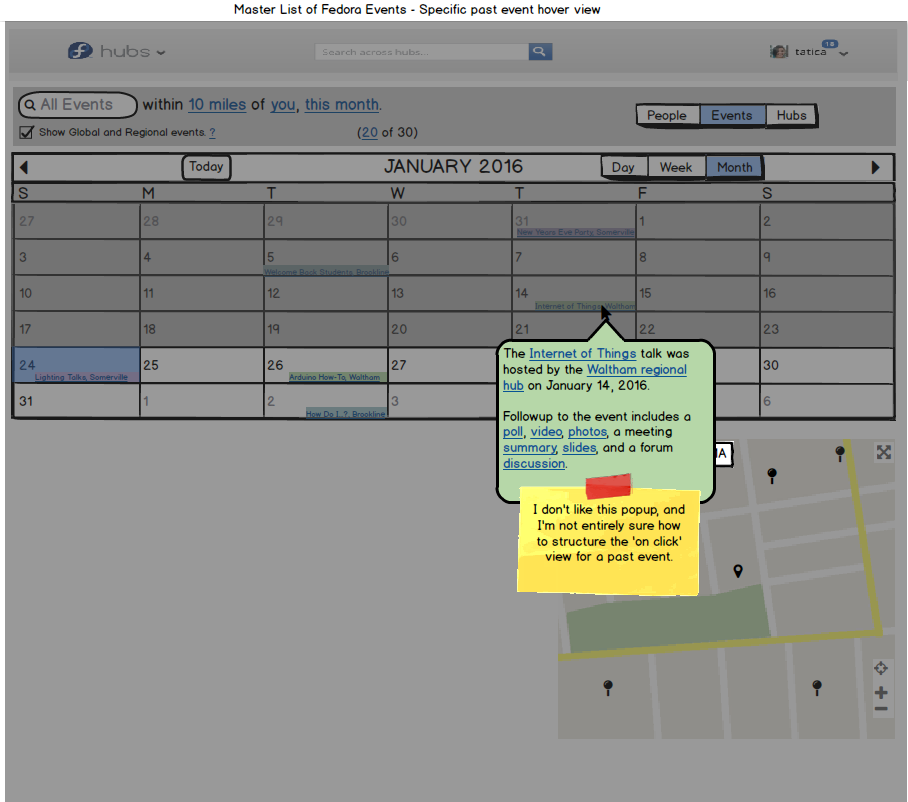 Master List of Fedora Events - Specific past event hover view
hubs
Search across hubs...
18
tatica
All Events within 10 miles of you, this month.
People Events Hubs
Show Global and Regional events. ?
(20 of 30)
Today JANUARY 2016 Day Week Month
S M T W T F S
27 28 29 30 31 1 2
New Years Eve Party, Somerville
3 4 5 6 7 8 9
Welcome Back Students, Brookline
10 11 12 13 14 15 16
Internet of Things, Waltham
17 18 19 20 21 22 23
24 25 26 27 30
Lighting Talks, Somerville Arduino How-To, Waltham
31 1 2 3 6
How Do I..?, Brookline
The Internet of Things talk was
hosted by the Waltham regional
hub on January 14, 2016.
Followup to the event includes a
poll, video, photos, a meeting
summary, slides, and a forum
discussion.
I don't like this popup, and
I'm not entirely sure how
to structure the 'on click'
view for a past event.